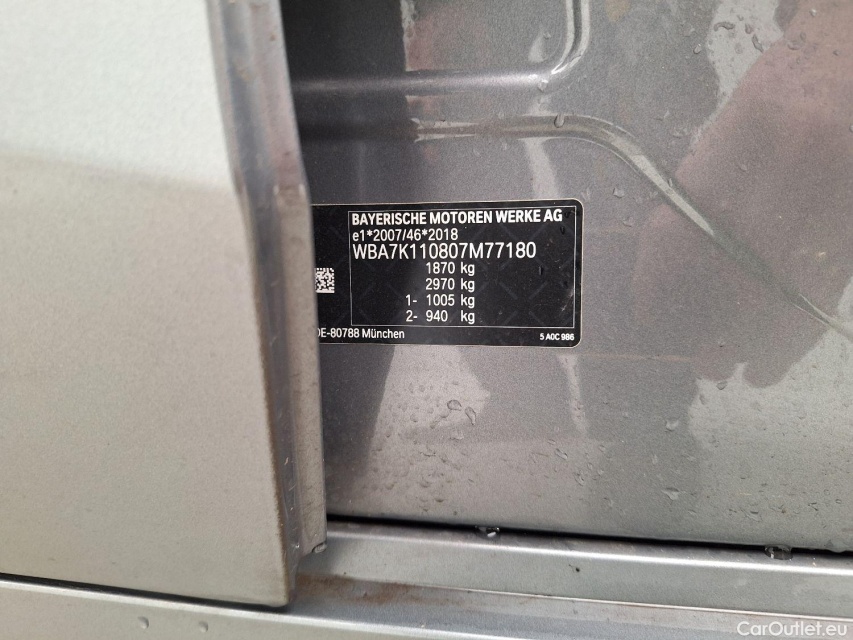 BAYERISCHE MOTOREN WERKE AG
e1*2007/46*2018
WBA7K110807M77180
1870 kg
2970 kg
1- 1005 kg
2- 940 kg
DE-80788 München
5 A0C 986
CarOutlet.eu